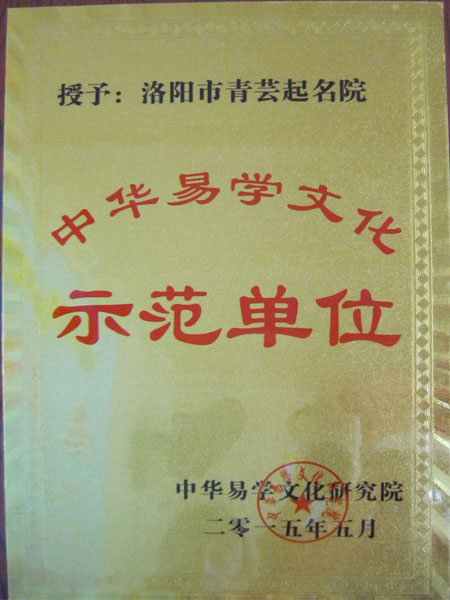 授予：洛阳市青芸起名院
中华易学文化
示范单位
中华易学文化研究院
二零一五年五月